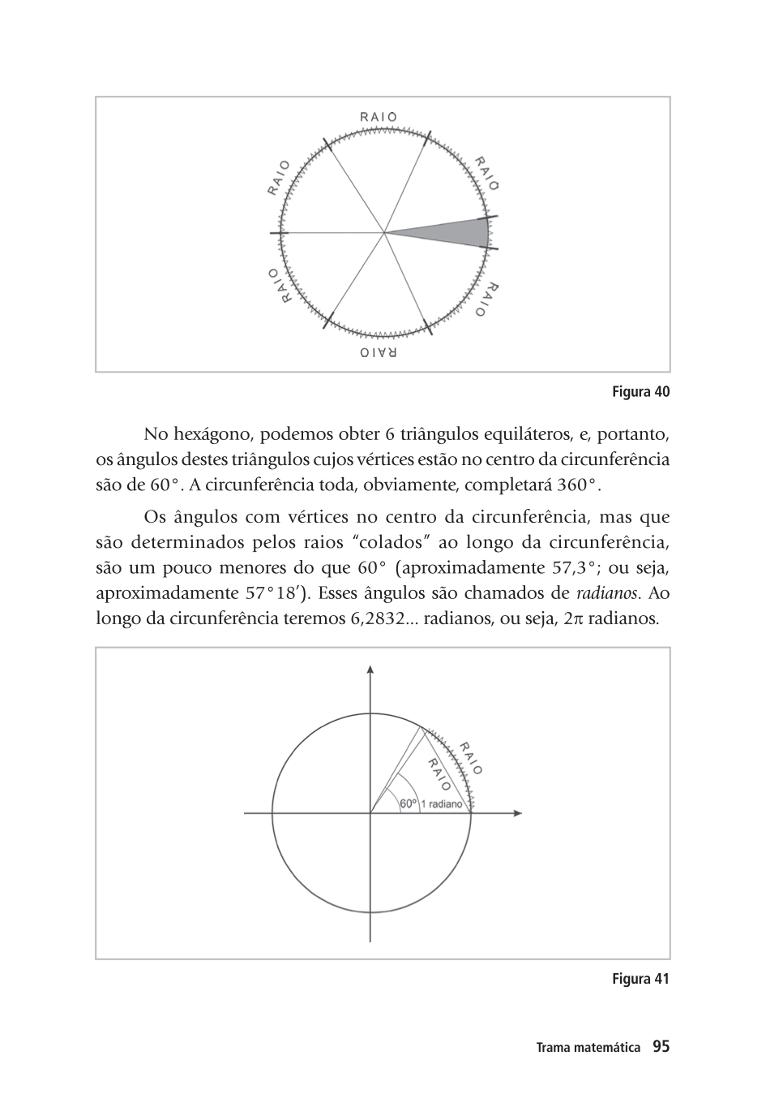 RAIO
RAIO
RAIO
RAIO
RAIO
RAIO
Figura 40
No hexágono, podemos obter 6 triângulos equiláteros, e, portanto,
os ângulos destes triângulos cujos vértices estão no centro da circunferência
são de 60°. A circunferência toda, obviamente, completará 360°.
Os ângulos com vértices no centro da circunferência, mas que
são determinados pelos raios “colados” ao longo da circunferência,
são um pouco menores do que 60° (aproximadamente 57,3°; ou seja,
aproximadamente 57°18’). Esses ângulos são chamados de radianos. Ao
longo da circunferência teremos 6,2832... radianos, ou seja, 2π radianos.
RAIO
RAIO
60º 1 radiano
Figura 41
Trama matemática 95